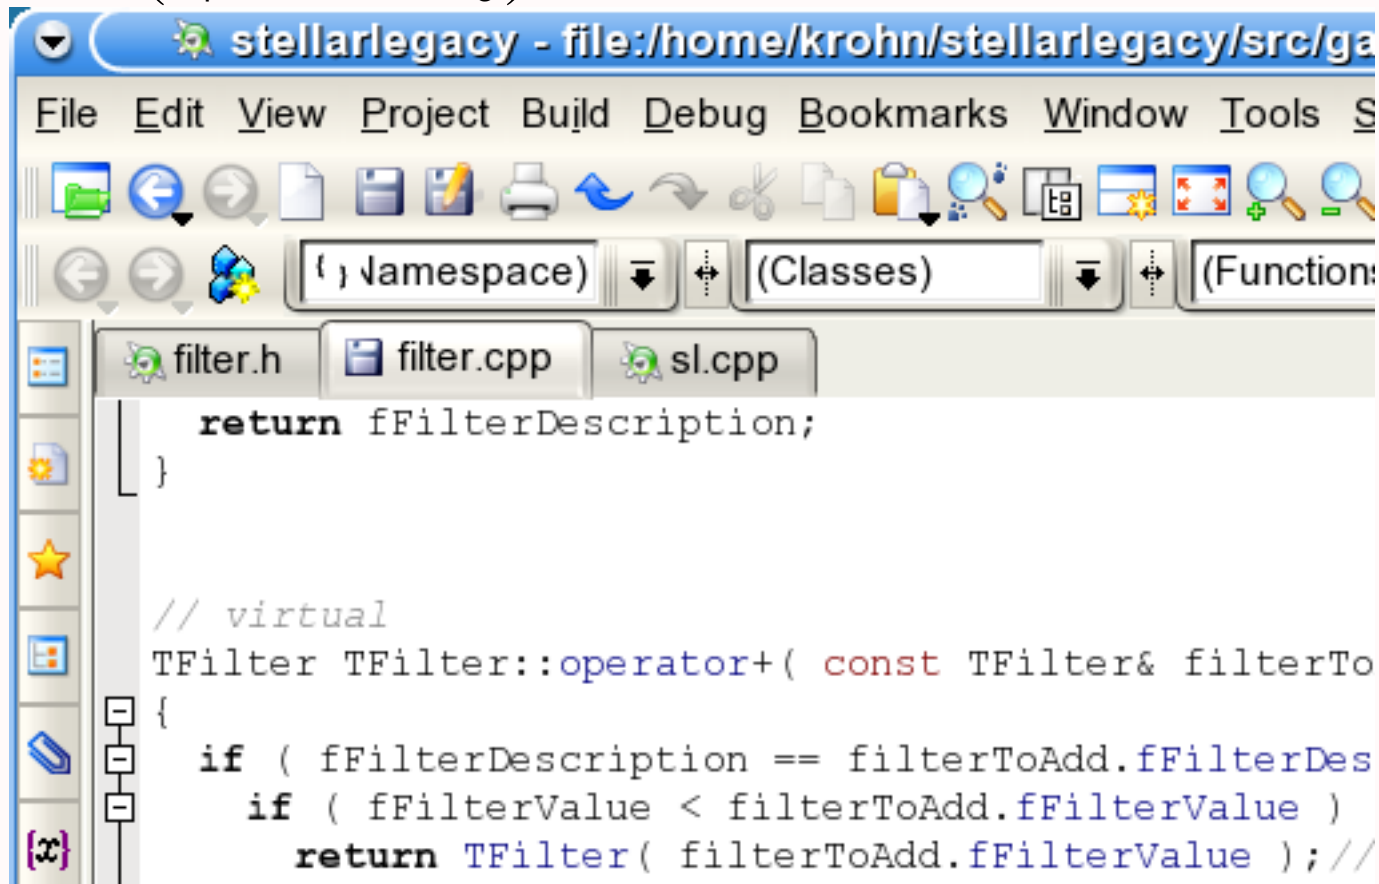 stellarlegacy - file:/home/krohn/stellarlegacy/src/ga
File Edit View Project Build Debug Bookmarks Window Tools S
{ } Namespace) (Classes) (Functions
filter.h filter.cpp sl.cpp
return fFilterDescription;
}
// virtual
TFilter TFilter::operator+( const TFilter& filterTo
{
if ( fFilterDescription == filterToAdd.fFilterDes
if ( fFilterValue < filterToAdd.fFilterValue )
{x} return TFilter( filterToAdd.fFilterValue );//